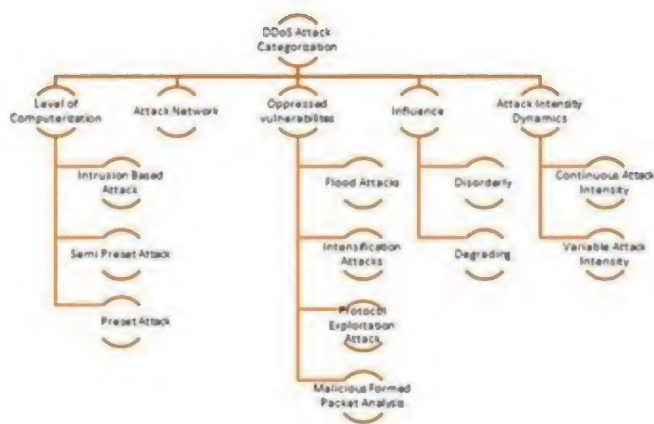 DDoS Attack
Categorization
Level of
Computerization
Attack Network
Oppressed
vulnerabilites
Influence
Attack Intensity
Dynamics
Intrusion Based
Attack
Semi Preset Attack
Preset Attack
Flood Attacks
Intensification
Attacks
Protocol
Exploitation
Attack
Malicious Formed
Packet Analysis
Disorderly
Degrading
Continuous Attack
Intensity
Variable Attack
Intensity